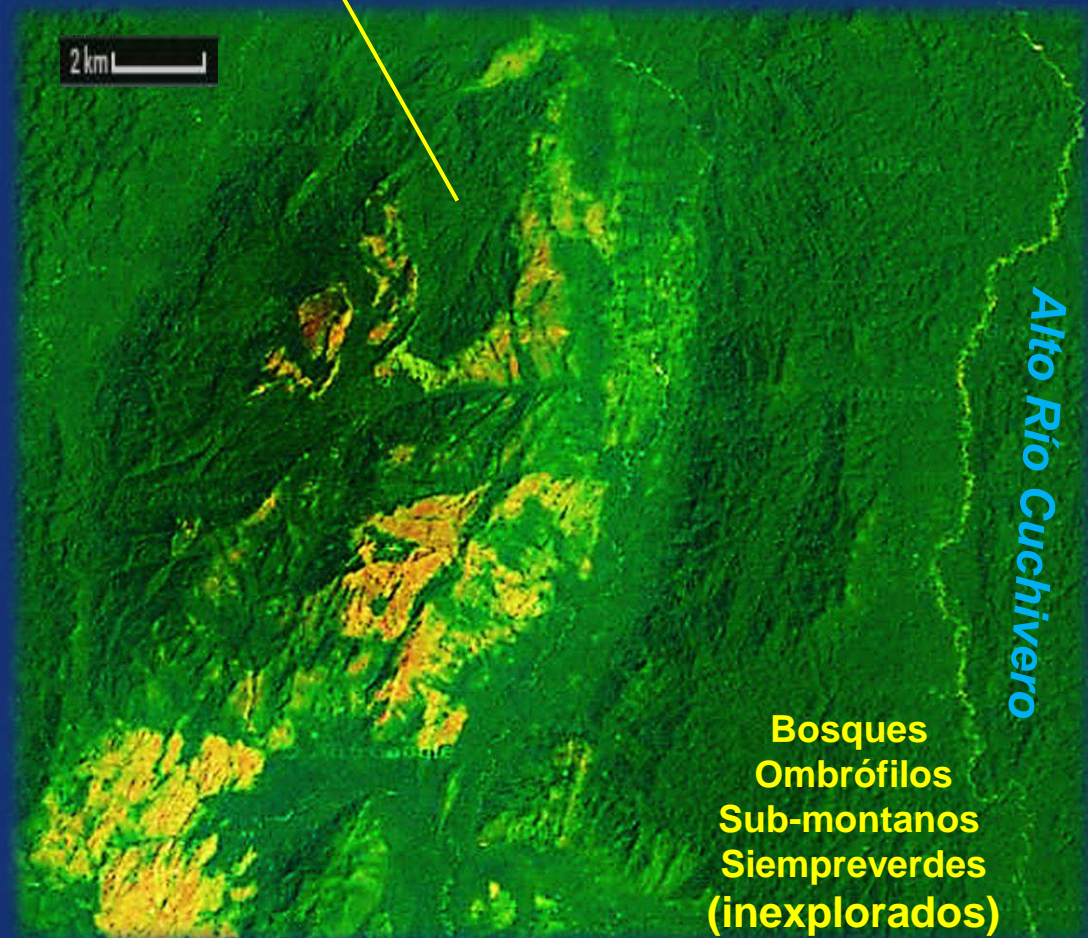 2 km
Alto Río Cuchivero
Bosques
Ombrófilos
Sub-montanos
Siempreverdes
(inexplorados)